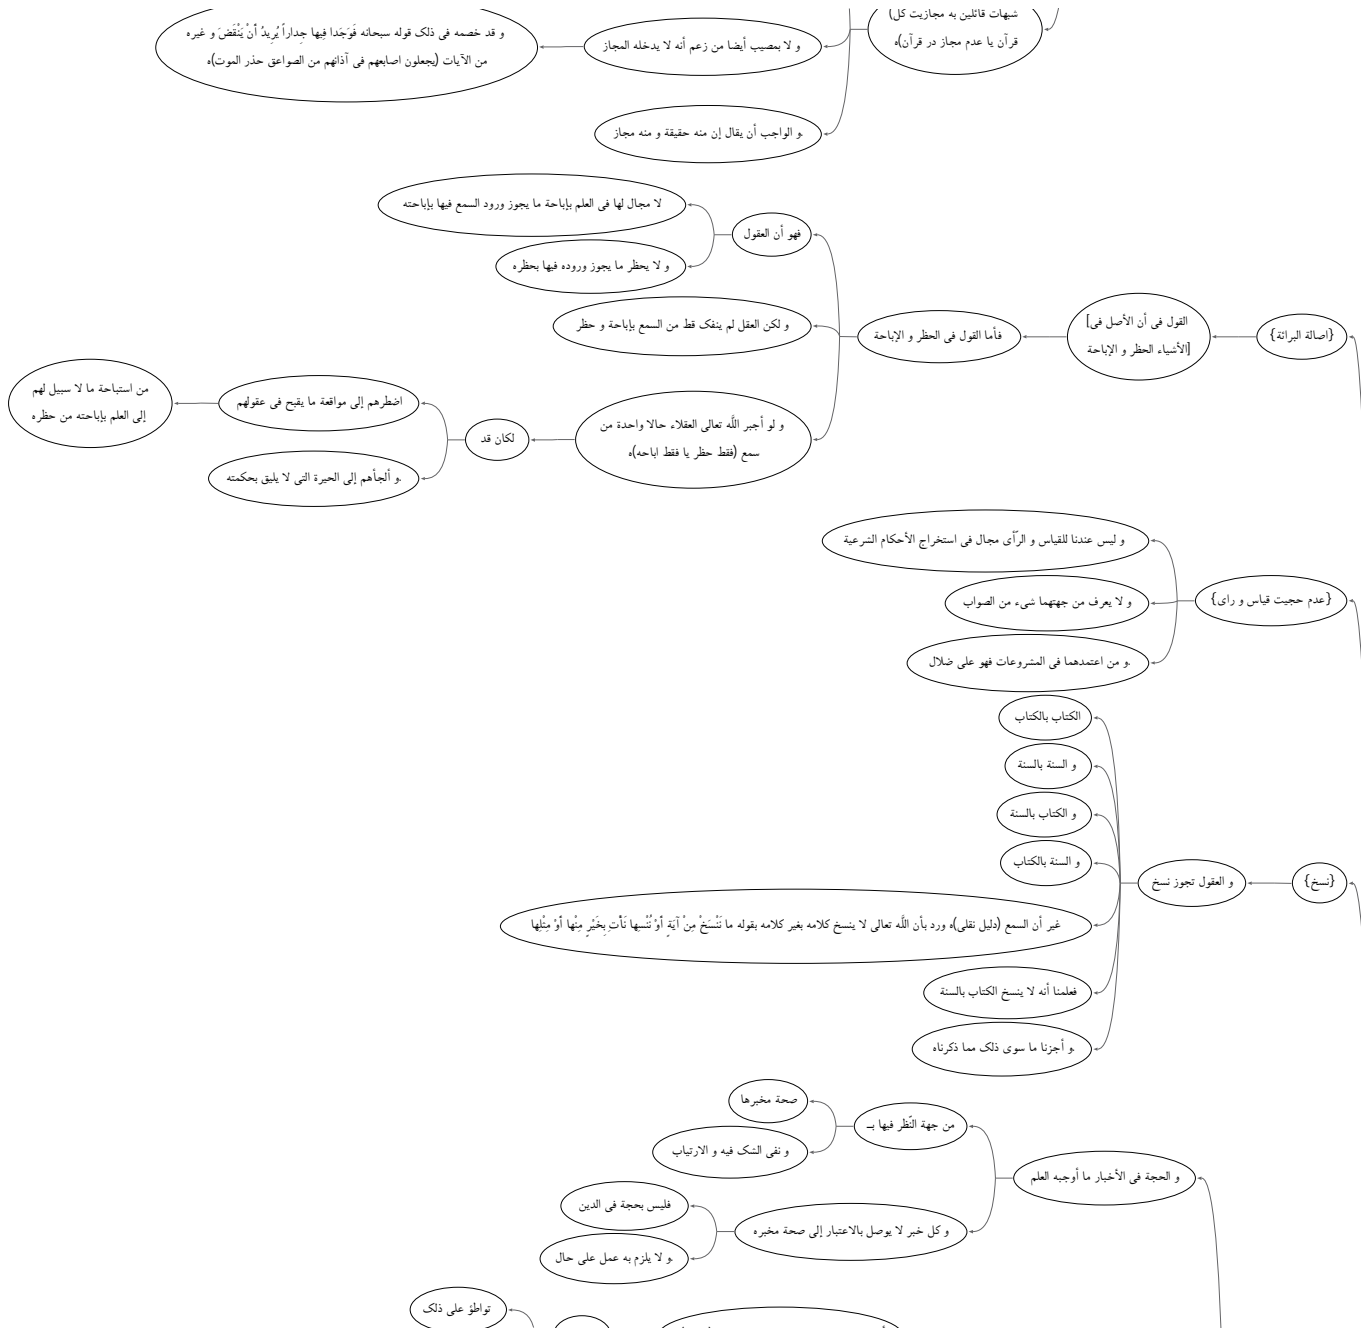 شبهات قائلین به مجازیت کل)
قرآن یا عدم مجاز در قرآن)ه
و لا بمصیب أیضا من زعم أنه لا یدخله المجاز
و قد خصمه فی ذلک قوله سبحانه فَوَجَدا فِیها جِداراً یُرِیدُ أَنْ یَنْقَضَ و غیره
من الآیات (یجعلون اصابعهم فی آذانهم من الصواعق حذر الموت)ه
.و الواجب أن یقال إن منه حقیقة و منه مجاز
{اصالة البرائة}
القول فی أن الأصل فی]
[الأشیاء الحظر و الإباحة
فأما القول فی الحظر و الإباحة
فهو أن العقول
لا مجال لها فی العلم بإباحة ما یجوز ورود السمع فیها بإباحته
و لا یحظر ما یجوز وروده فیها بحظره
و لکن العقل لم ینفک قط من السمع بإباحة و حظر
و لو أجبر اللَّه تعالی العقلاء حالا واحدة من
سمع (فقط حظر یا فقط اباحه)ه
لکان قد
اضطرهم إلی مواقعة ما یقبح فی عقولهم
من استباحة ما لا سبیل لهم
إلی العلم بإباحته من حظره
.و ألجأهم إلی الحیرة التی لا یلیق بحکمته
{عدم حجیت قیاس و رای}
و لیس عندنا للقیاس و الرّأی مجال فی استخراج الأحکام الشرعیة
و لا یعرف من جهتهما شیء من الصواب
.و من اعتمدهما فی المشروعات فهو علی ضلال
{نسخ}
و العقول تجوز نسخ
الکتاب بالکتاب
و السنة بالسنة
و الکتاب بالسنة
و السنة بالکتاب
غیر أن السمع (دلیل نقلی)ه ورد بأن اللَّه تعالی لا ینسخ کلامه بغیر کلامه بقوله ما نَنْسَخْ مِنْ آیَةٍ أَوْ نُنْسِها نَأْتِ بِخَیْرٍ مِنْها أَوْ مِثْلِها
فعلمنا أنه لا ینسخ الکتاب بالسنة
.و أجزنا ما سوی ذلک مما ذکرناه
و الحجة فی الأخبار ما أوجبه العلم
من جهة النّظر فیها بـ
صحة مخبرها
و نفی الشک فیه و الارتیاب
و کل خبر لا یوصل بالاعتبار إلی صحة مخبره
فلیس بحجة فی الدین
.و لا یلزم به عمل علی حال
تواطؤ علی ذلک